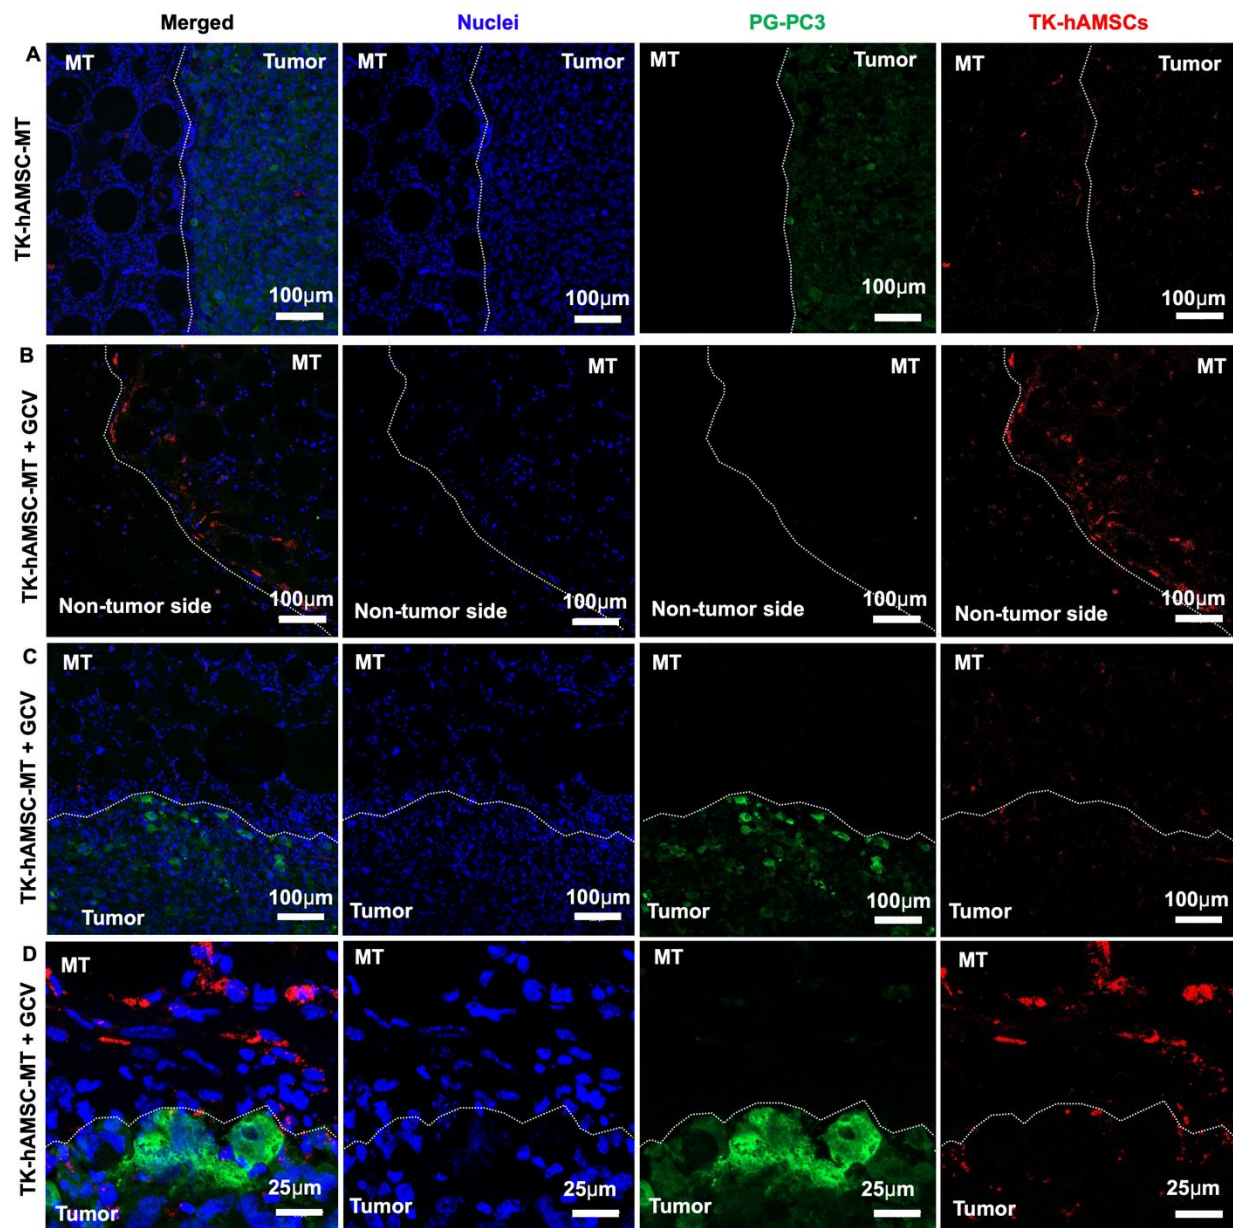 Merged Nuclei PG-PC3 TK-hAMSCs
A
TK-hAMSC-MT
MT Tumor
100µm
MT Tumor
100µm
MT Tumor
100µm
MT Tumor
100µm
B
TK-hAMSC-MT + GCV
MT
Non-tumor side
100µm
MT
Non-tumor side
100µm
MT
Non-tumor side
100µm
MT
Non-tumor side
100µm
C
TK-hAMSC-MT + GCV
MT
Tumor
100µm
MT
Tumor
100µm
MT
Tumor
100µm
MT
Tumor
100µm
D
TK-hAMSC-MT + GCV
MT
Tumor
25µm
MT
Tumor
25µm
MT
Tumor
25µm
MT
Tumor
25µm